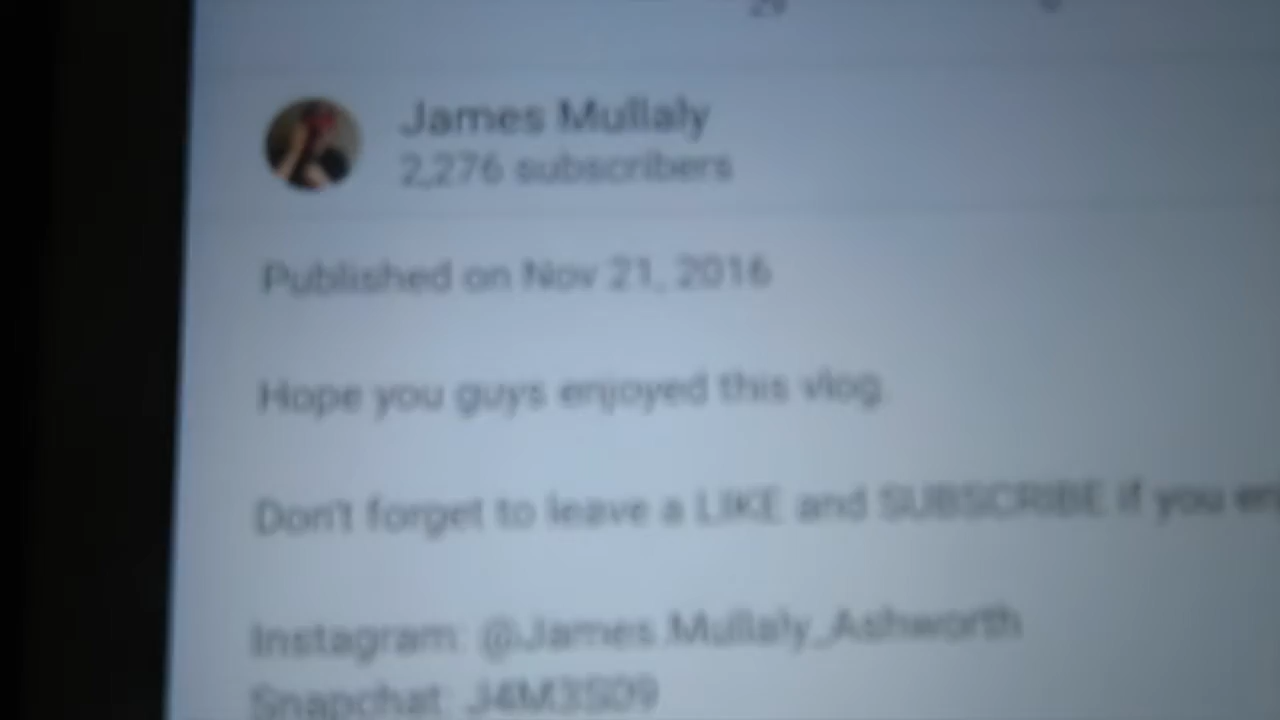 29
James Mullaly
2,276 subscribers
Published on Nov 21, 2016
Hope you guys enjoyed this vlog.
Don't forget to leave a LIKE and SUBSCRIBE if you
Instagram: @James.Mullaly_Ashworth
Snapchat: J4M3S09